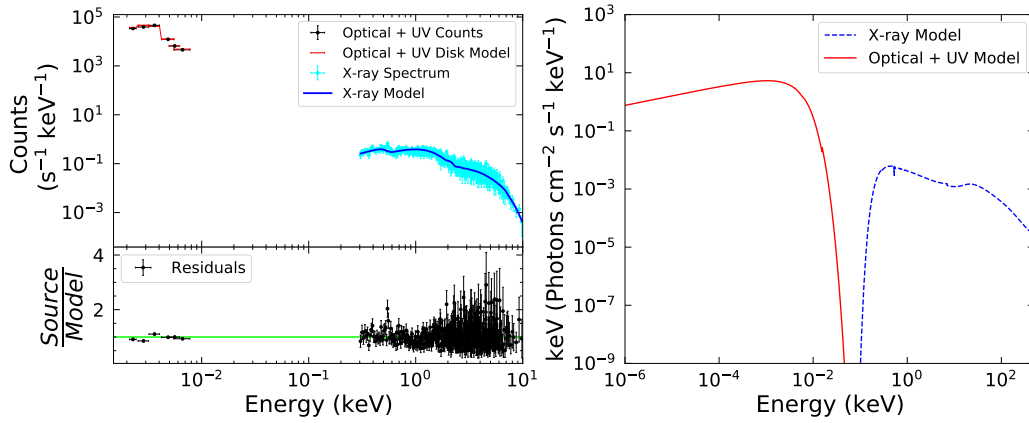 10^5
10^3
10^1
10^−1
10^−3
Counts
(s^−1 keV^−1)
Optical + UV Counts
Optical + UV Disk Model
X-ray Spectrum
X-ray Model
4
2
Source
Model
Residuals
10^−2
10^−1
10^0
10^1
Energy (keV)
10^3
10^1
10^−1
10^−3
10^−5
10^−7
10^−9
keV (Photons cm^−2 s^−1 keV^−1)
X-ray Model
Optical + UV Model
10^−6
10^−4
10^−2
10^0
10^2
Energy (keV)